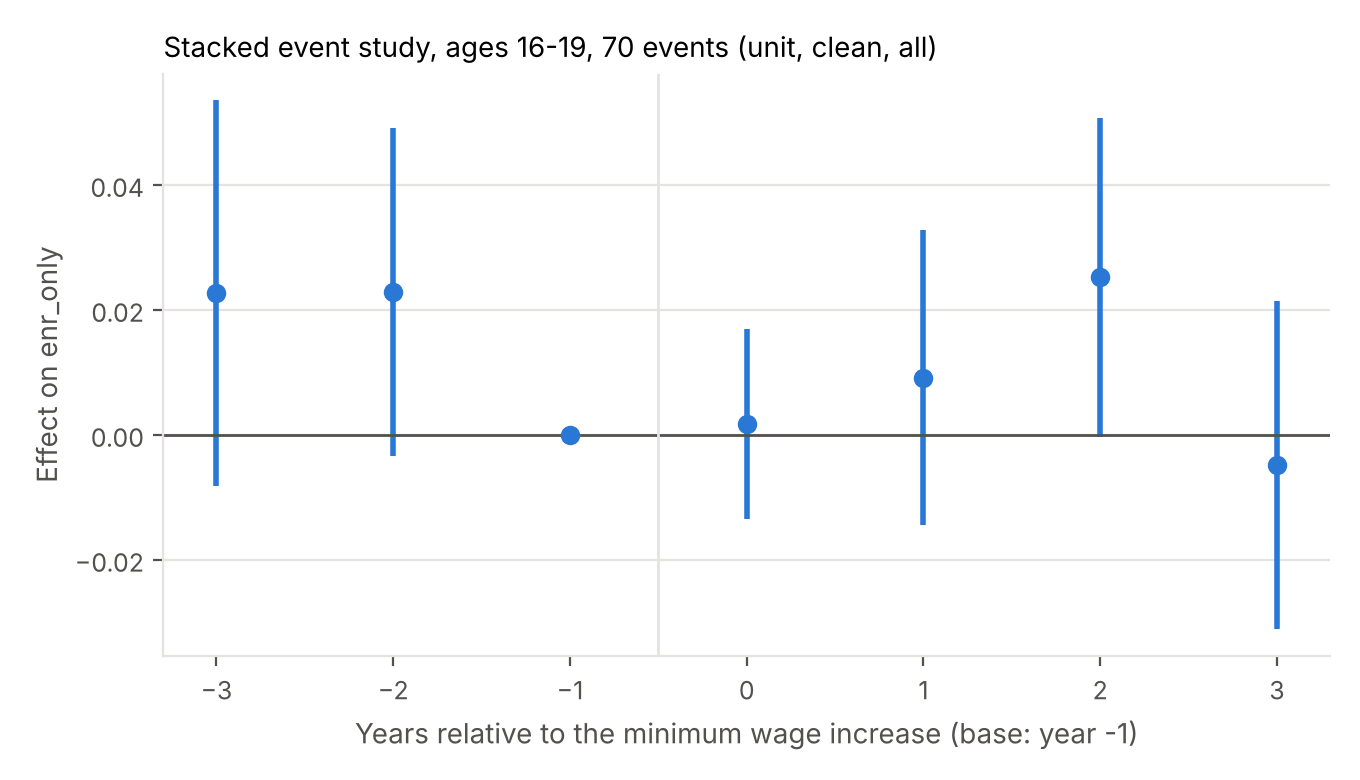 Stacked event study, ages 16-19, 70 events (unit, clean, all)
Effect on enr_only
0.04
0.02
0.00
−0.02
−3 −2 −1 0 1 2 3
Years relative to the minimum wage increase (base: year -1)